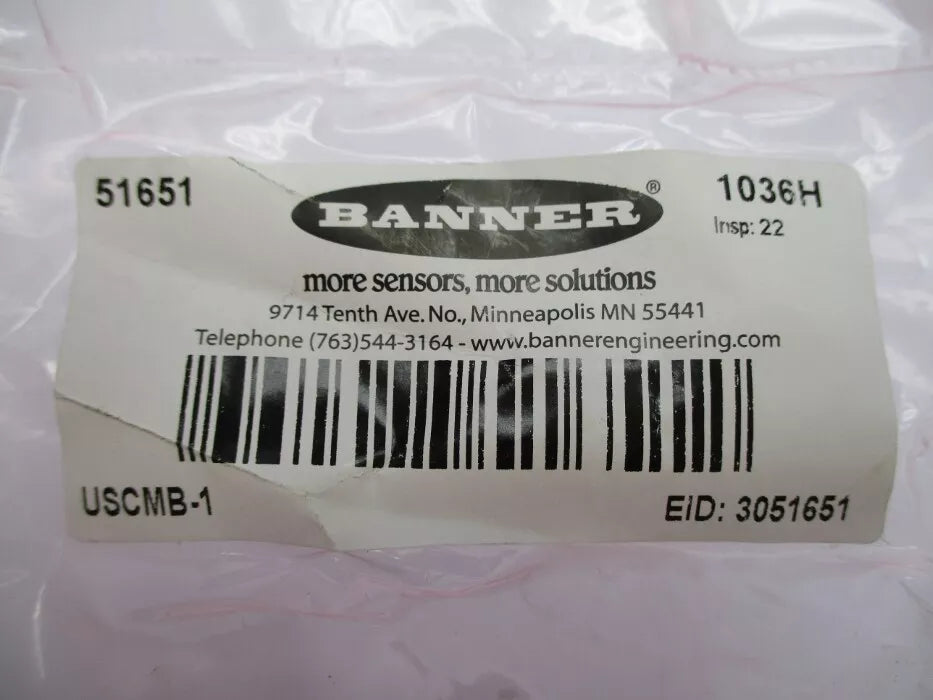 51651
BANNER®
1036H
Insp: 22
more sensors, more solutions
9714 Tenth Ave. No., Minneapolis MN 55441
Telephone (763)544-3164 - www.bannerengineering.com
USCMB-1
EID: 3051651